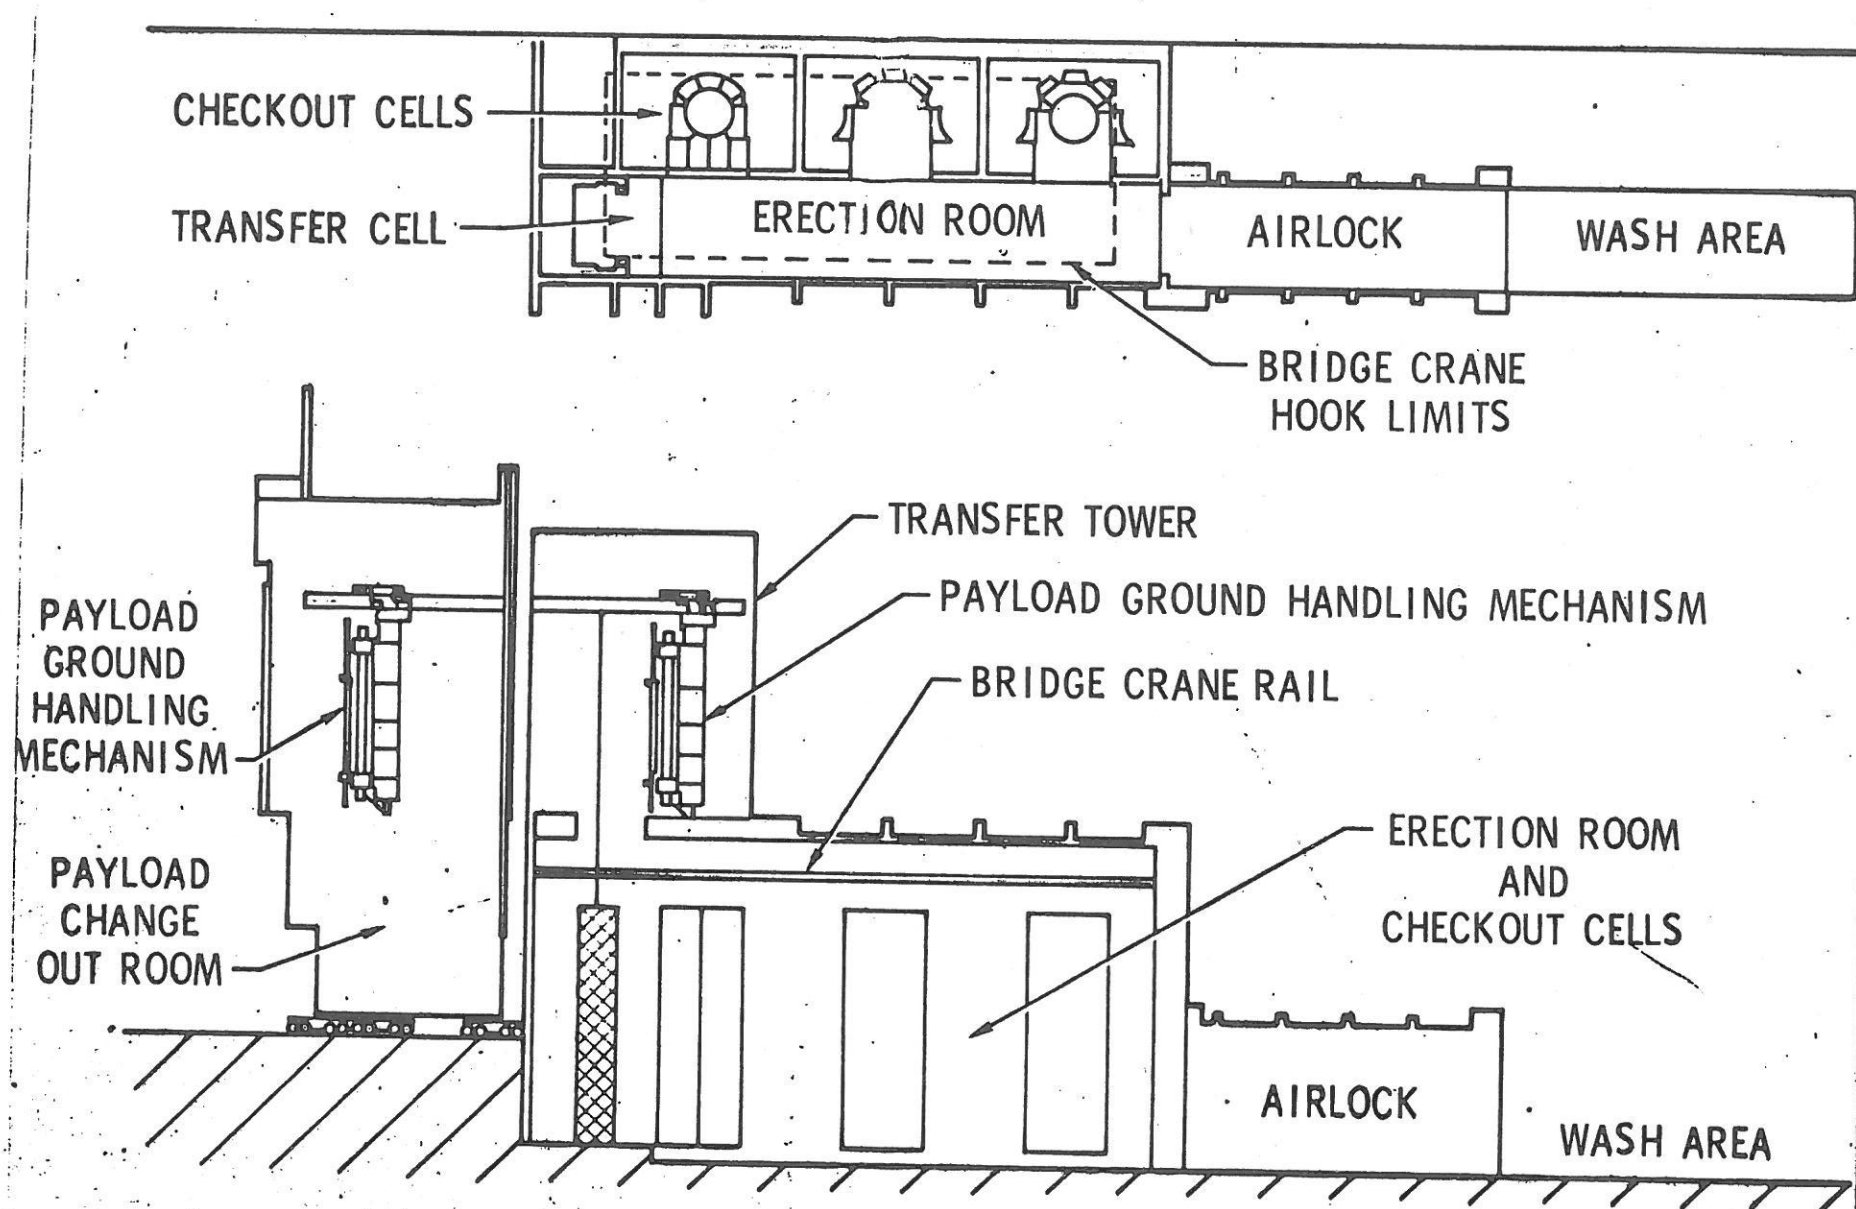 CHECKOUT CELLS
TRANSFER CELL
ERECTION ROOM
AIRLOCK
WASH AREA
BRIDGE CRANE
HOOK LIMITS
TRANSFER TOWER
PAYLOAD GROUND HANDLING MECHANISM
BRIDGE CRANE RAIL
PAYLOAD
GROUND
HANDLING
MECHANISM
PAYLOAD
CHANGE
OUT ROOM
ERECTION ROOM
AND
CHECKOUT CELLS
AIRLOCK
WASH AREA